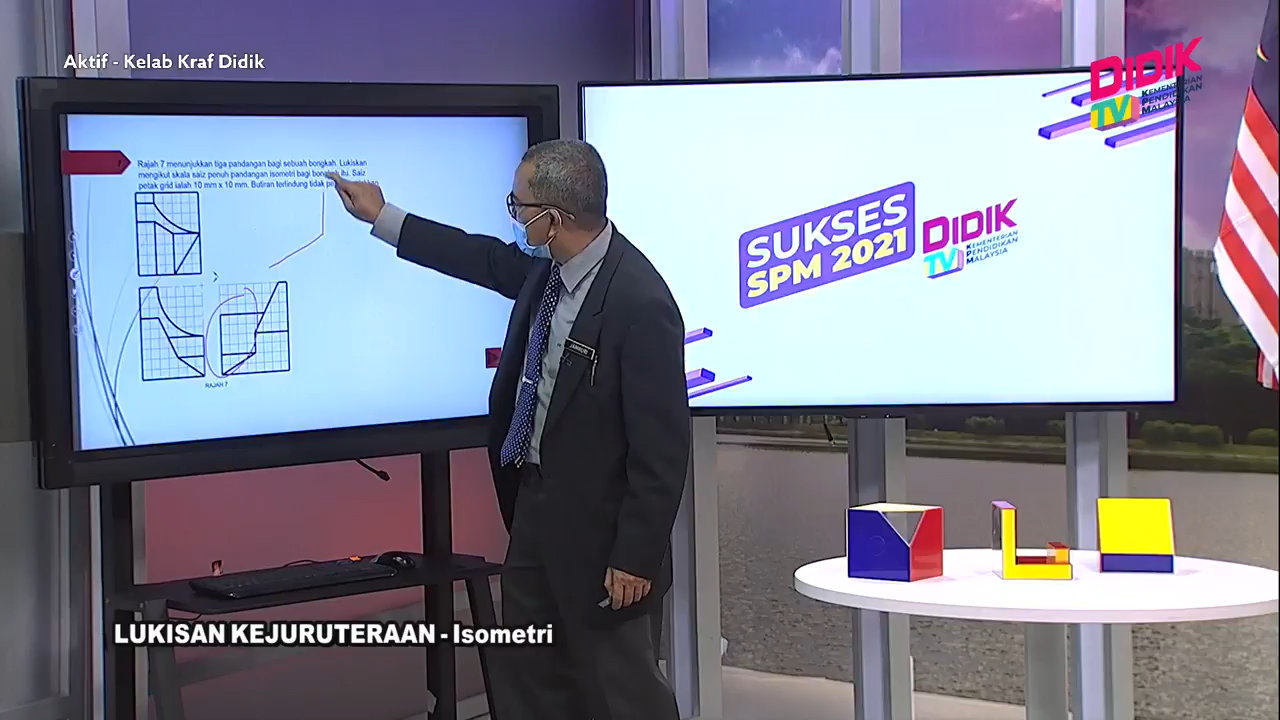 Aktif - Kelab Kraf Didik
DIDIK
TV
KEMENTERIAN
PENDIDIKAN
MALAYSIA
7
Rajah 7 menunjukkan tiga pandangan bagi sebuah bongkah. Lukiskan
mengikut skala saiz penuh pandangan isometri bagi itu. Saiz
petak grid ialah 10 mm x 10 mm. Butiran terlindung tidak
RAJAH 7
SUKSES
SPM 2021
DIDIK
TV
KEMENTERIAN
PENDIDIKAN
MALAYSIA
LUKISAN KEJURUTERAAN - Isometri